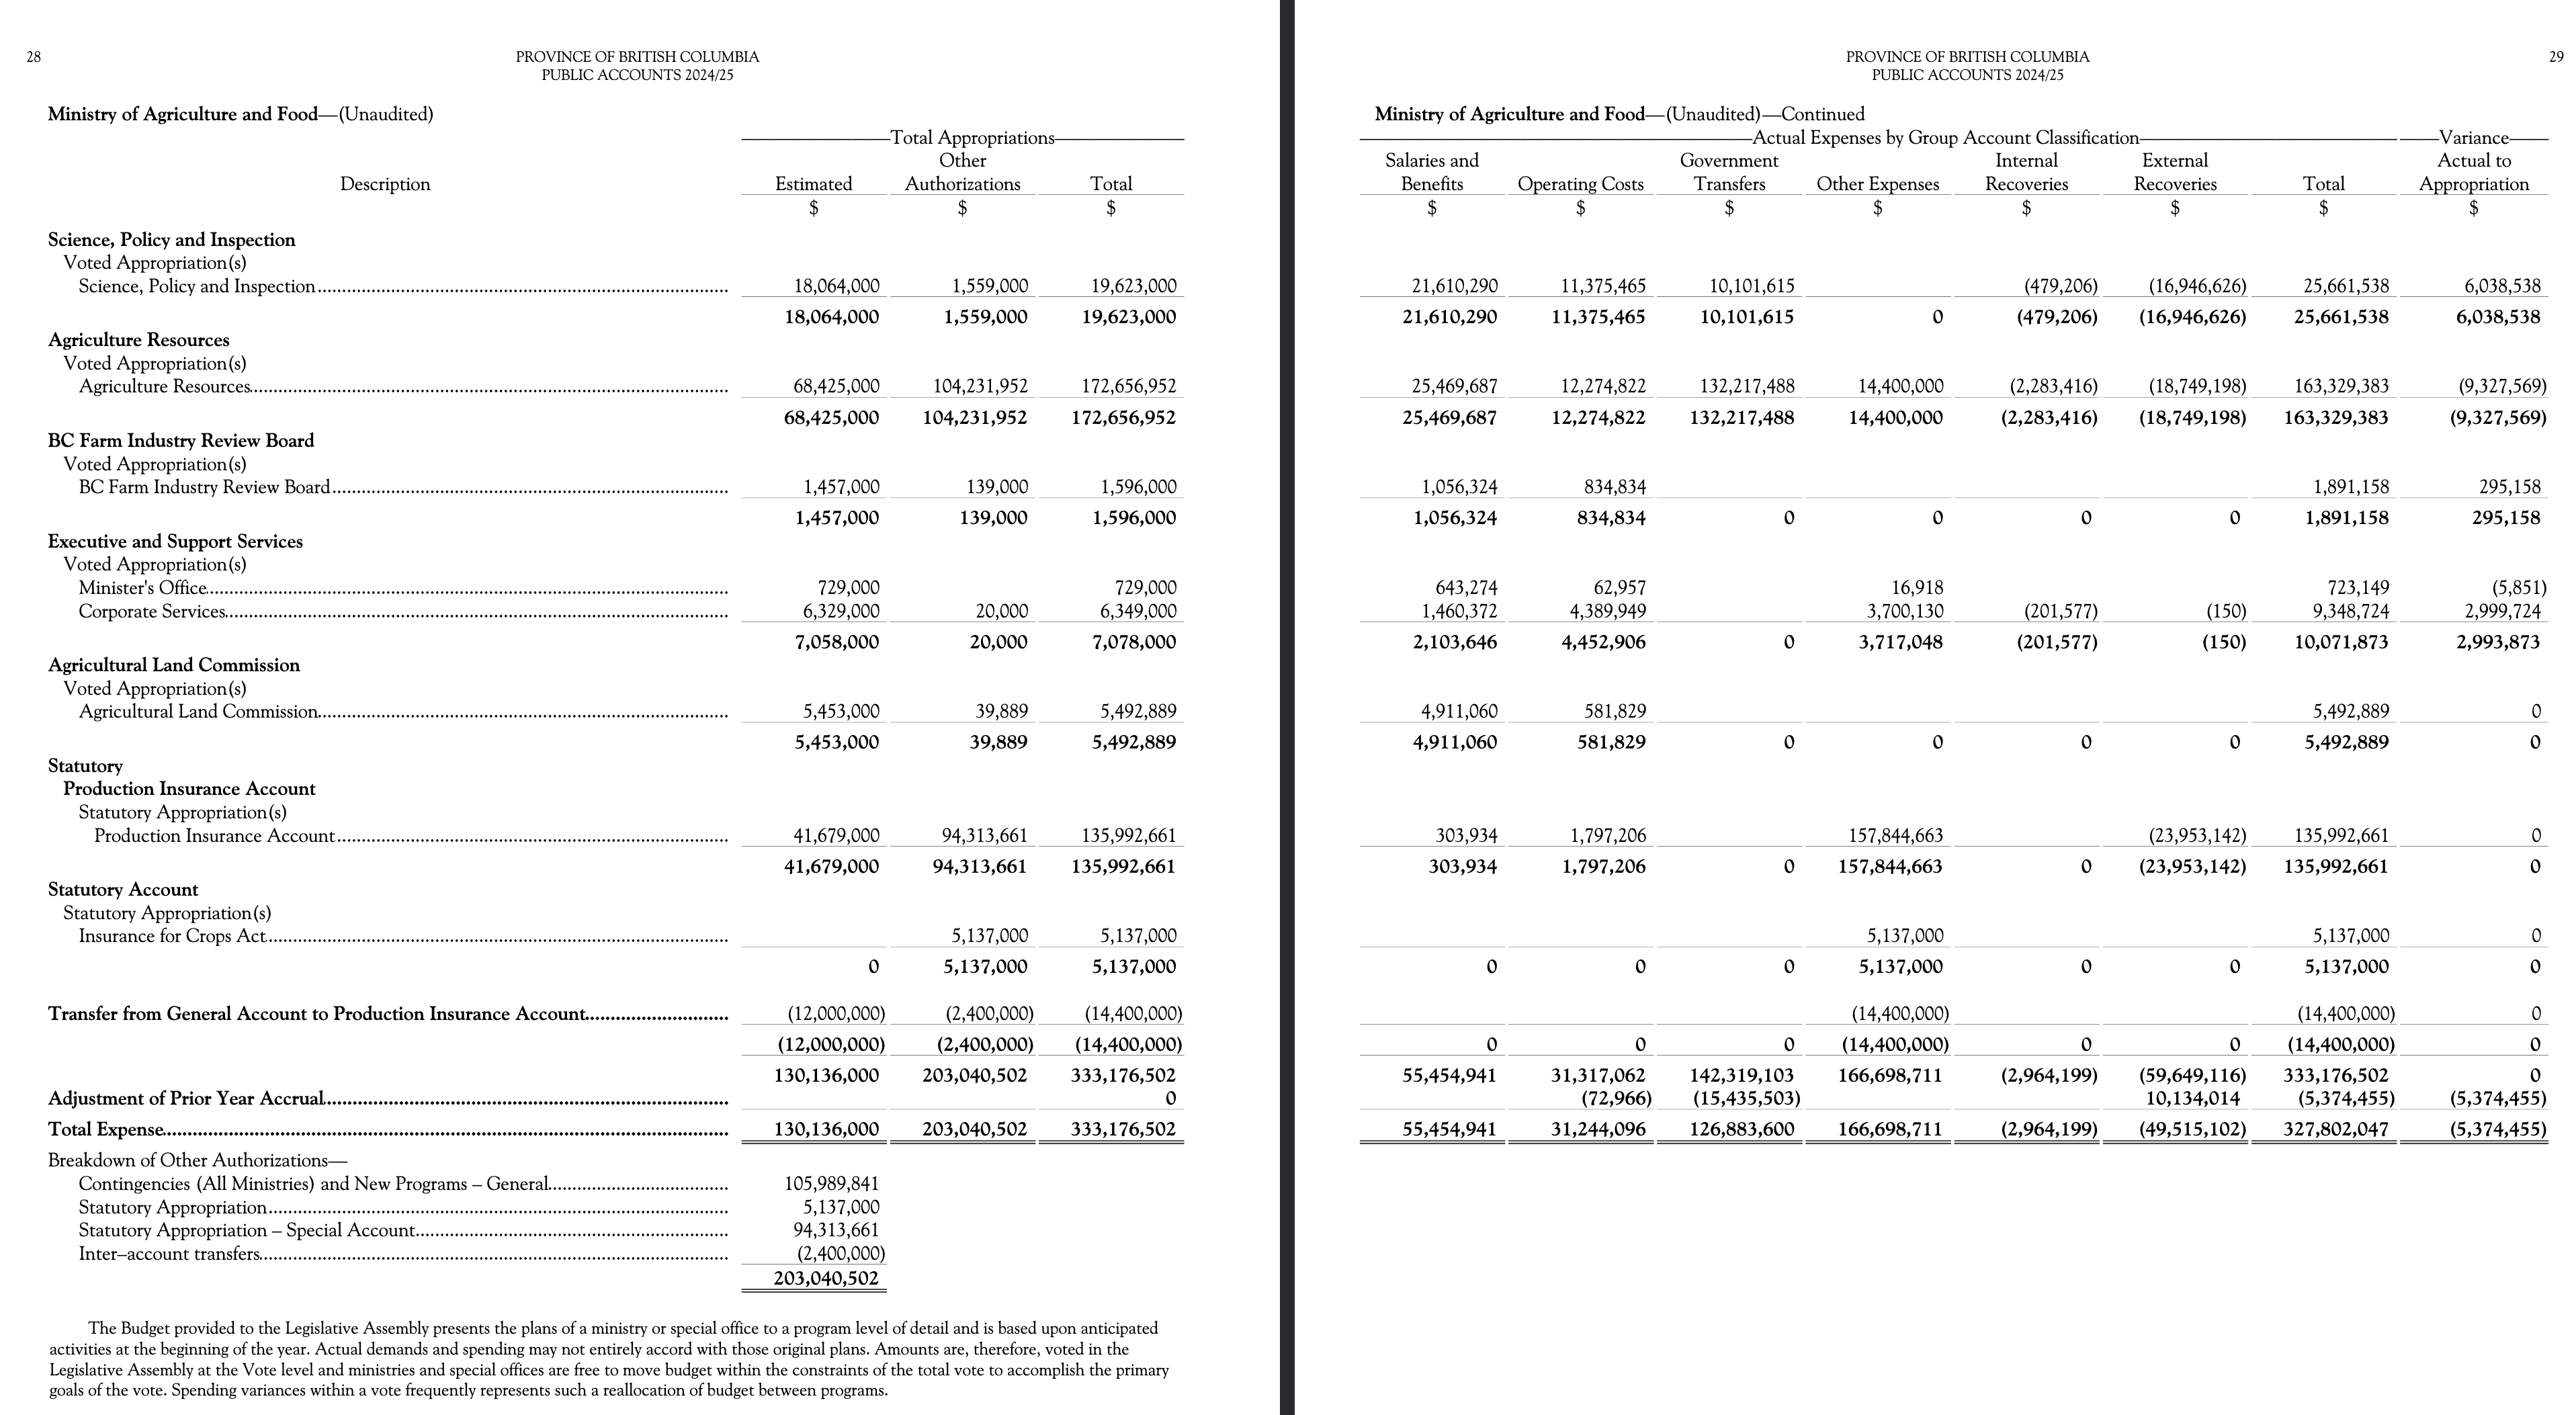 28
PROVINCE OF BRITISH COLUMBIA
PUBLIC ACCOUNTS 2024/25
Ministry of Agriculture and Food—(Unaudited)
Total Appropriations
Other
Description Estimated Authorizations Total
$ $ $
Science, Policy and Inspection
Voted Appropriation(s)
Science, Policy and Inspection 18,064,000 1,559,000 19,623,000
18,064,000 1,559,000 19,623,000
Agriculture Resources
Voted Appropriation(s)
Agriculture Resources 68,425,000 104,231,952 172,656,952
68,425,000 104,231,952 172,656,952
BC Farm Industry Review Board
Voted Appropriation(s)
BC Farm Industry Review Board 1,457,000 139,000 1,596,000
1,457,000 139,000 1,596,000
Executive and Support Services
Voted Appropriation(s)
Minister's Office 729,000 729,000
Corporate Services 6,329,000 20,000 6,349,000
7,058,000 20,000 7,078,000
Agricultural Land Commission
Voted Appropriation(s)
Agricultural Land Commission 5,453,000 39,889 5,492,889
5,453,000 39,889 5,492,889
Statutory
Production Insurance Account
Statutory Appropriation(s)
Production Insurance Account 41,679,000 94,313,661 135,992,661
41,679,000 94,313,661 135,992,661
Statutory Account
Statutory Appropriation(s)
Insurance for Crops Act 5,137,000 5,137,000
0 5,137,000 5,137,000
Transfer from General Account to Production Insurance Account (12,000,000) (2,400,000) (14,400,000)
(12,000,000) (2,400,000) (14,400,000)
130,136,000 203,040,502 333,176,502
Adjustment of Prior Year Accrual 0
Total Expense 130,136,000 203,040,502 333,176,502
Breakdown of Other Authorizations—
Contingencies (All Ministries) and New Programs – General 105,989,841
Statutory Appropriation 5,137,000
Statutory Appropriation – Special Account 94,313,661
Inter–account transfers (2,400,000)
203,040,502
The Budget provided to the Legislative Assembly presents the plans of a ministry or special office to a program level of detail and is based upon anticipated
activities at the beginning of the year. Actual demands and spending may not entirely accord with those original plans. Amounts are, therefore, voted in the
Legislative Assembly at the Vote level and ministries and special offices are free to move budget within the constraints of the total vote to accomplish the primary
goals of the vote. Spending variances within a vote frequently represents such a reallocation of budget between programs.
PROVINCE OF BRITISH COLUMBIA
PUBLIC ACCOUNTS 2024/25
29
Ministry of Agriculture and Food—(Unaudited)—Continued
Actual Expenses by Group Account Classification Variance
Salaries and Government Internal External Actual to
Benefits Operating Costs Transfers Other Expenses Recoveries Recoveries Total Appropriation
$ $ $ $ $ $ $ $
21,610,290 11,375,465 10,101,615 (479,206) (16,946,626) 25,661,538 6,038,538
21,610,290 11,375,465 10,101,615 0 (479,206) (16,946,626) 25,661,538 6,038,538
25,469,687 12,274,822 132,217,488 14,400,000 (2,283,416) (18,749,198) 163,329,383 (9,327,569)
25,469,687 12,274,822 132,217,488 14,400,000 (2,283,416) (18,749,198) 163,329,383 (9,327,569)
1,056,324 834,834 1,891,158 295,158
1,056,324 834,834 0 0 0 0 1,891,158 295,158
643,274 62,957 16,918 723,149 (5,851)
1,460,372 4,389,949 3,700,130 (201,577) (150) 9,348,724 2,999,724
2,103,646 4,452,906 0 3,717,048 (201,577) (150) 10,071,873 2,993,873
4,911,060 581,829 5,492,889 0
4,911,060 581,829 0 0 0 0 5,492,889 0
303,934 1,797,206 157,844,663 (23,953,142) 135,992,661 0
303,934 1,797,206 0 157,844,663 0 (23,953,142) 135,992,661 0
5,137,000 5,137,000 0
0 0 0 5,137,000 0 0 5,137,000 0
(14,400,000) (14,400,000) 0
0 0 0 (14,400,000) 0 0 (14,400,000) 0
55,454,941 31,317,062 142,319,103 166,698,711 (2,964,199) (59,649,116) 333,176,502 0
(72,966) (15,435,503) 10,134,014 (5,374,455) (5,374,455)
55,454,941 31,244,096 126,883,600 166,698,711 (2,964,199) (49,515,102) 327,802,047 (5,374,455)